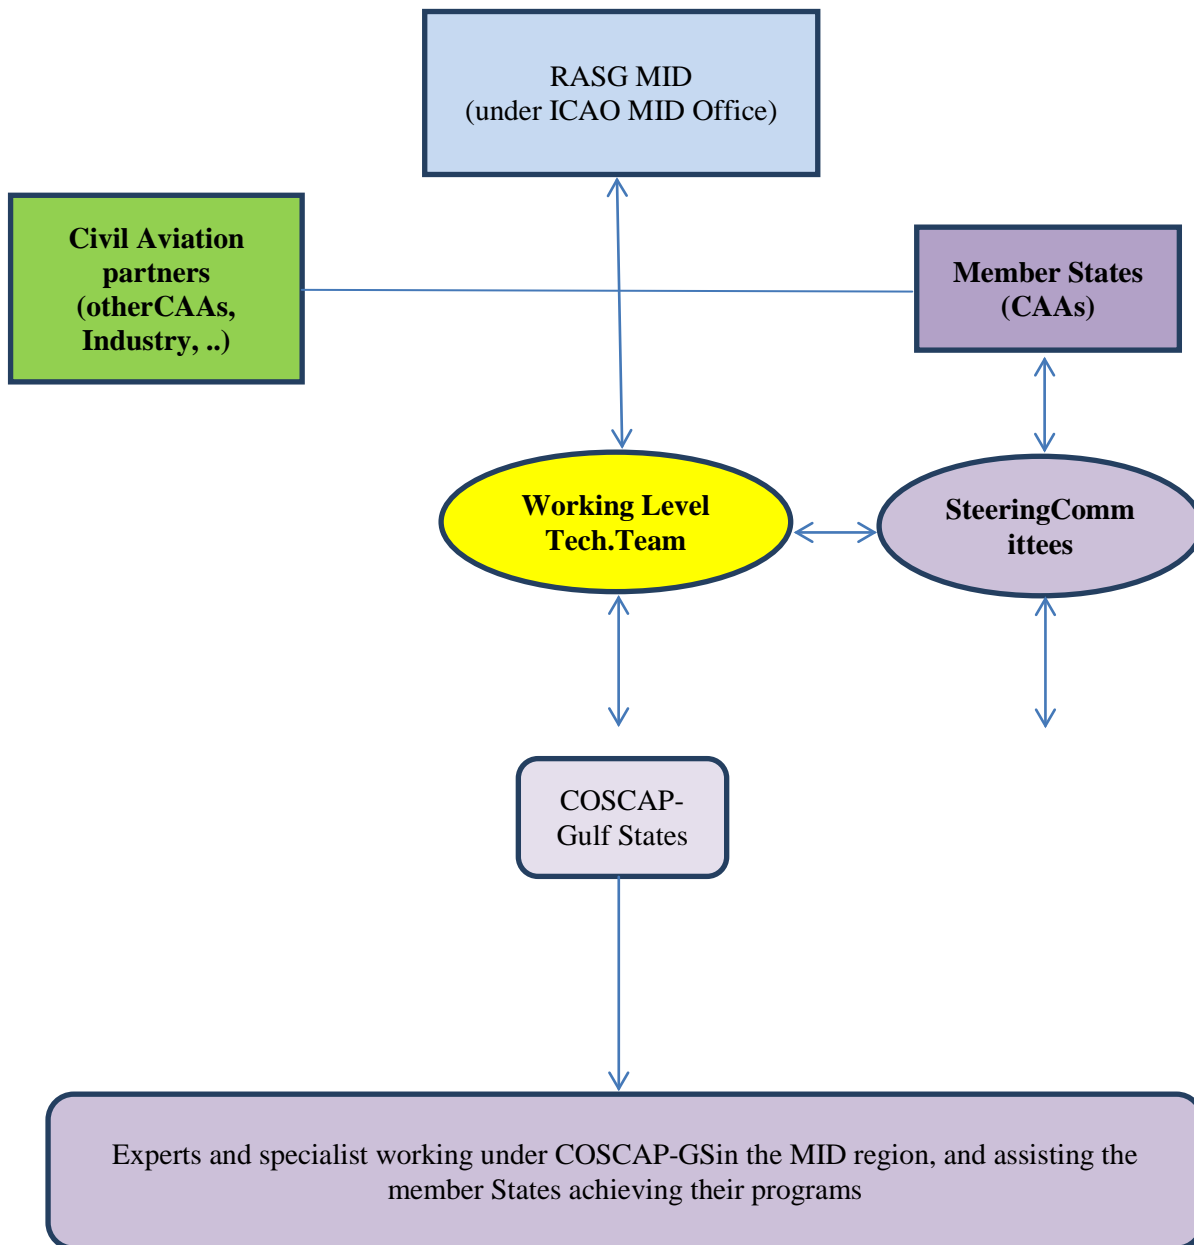 RASG MID
(under ICAO MID Office)
Civil Aviation
partners
(otherCAAs,
Industry, ..)
Member States
(CAAs)
Working Level
Tech.Team
SteeringComm
ittees
COSCAP-
Gulf States
Experts and specialist working under COSCAP-GSin the MID region, and assisting the
member States achieving their programs